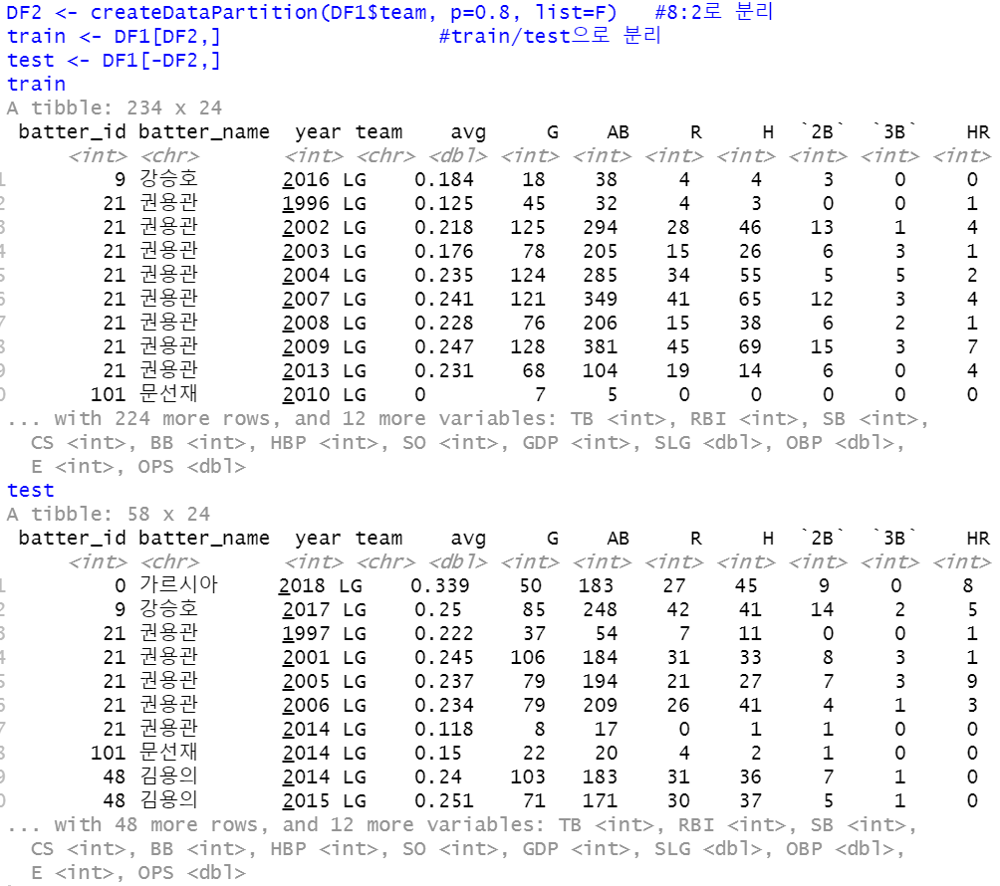 DF2 <- createDataPartition(DF1$team, p=0.8, list=F)   #8:2로 분리
train <- DF1[DF2,]                  #train/test으로 분리
test <- DF1[-DF2,]
train
A tibble: 234 x 24
batter_id batter_name year team avg G AB R H `2B` `3B` HR
<int> <chr> <int> <chr> <dbl> <int> <int> <int> <int> <int> <int> <int>
1 9 강승호 2016 LG 0.184 18 38 4 4 3 0 0
2 21 권용관 1996 LG 0.125 45 32 4 3 0 0 1
3 21 권용관 2002 LG 0.218 125 294 28 46 13 1 4
4 21 권용관 2003 LG 0.176 78 205 15 26 6 3 1
5 21 권용관 2004 LG 0.235 124 285 34 55 5 5 2
6 21 권용관 2007 LG 0.241 121 349 41 65 12 3 4
7 21 권용관 2008 LG 0.228 76 206 15 38 6 2 1
8 21 권용관 2009 LG 0.247 128 381 45 69 15 3 7
9 21 권용관 2013 LG 0.231 68 104 19 14 6 0 4
0 101 문선재 2010 LG 0 7 5 0 0 0 0 0
... with 224 more rows, and 12 more variables: TB <int>, RBI <int>, SB <int>,
CS <int>, BB <int>, HBP <int>, SO <int>, GDP <int>, SLG <dbl>, OBP <dbl>,
E <int>, OPS <dbl>
test
A tibble: 58 x 24
batter_id batter_name year team avg G AB R H `2B` `3B` HR
<int> <chr> <int> <chr> <dbl> <int> <int> <int> <int> <int> <int> <int>
1 0 가르시아 2018 LG 0.339 50 183 27 45 9 0 8
2 9 강승호 2017 LG 0.25 85 248 42 41 14 2 5
3 21 권용관 1997 LG 0.222 37 54 7 11 0 0 1
4 21 권용관 2001 LG 0.245 106 184 31 33 8 3 1
5 21 권용관 2005 LG 0.237 79 194 21 27 7 3 9
6 21 권용관 2006 LG 0.234 79 209 26 41 4 1 3
7 21 권용관 2014 LG 0.118 8 17 0 1 1 0 0
8 101 문선재 2014 LG 0.15 22 20 4 2 1 0 0
9 48 김용의 2014 LG 0.24 103 183 31 36 7 1 0
0 48 김용의 2015 LG 0.251 71 171 30 37 5 1 0
... with 48 more rows, and 12 more variables: TB <int>, RBI <int>, SB <int>,
CS <int>, BB <int>, HBP <int>, SO <int>, GDP <int>, SLG <dbl>, OBP <dbl>,
E <int>, OPS <dbl>